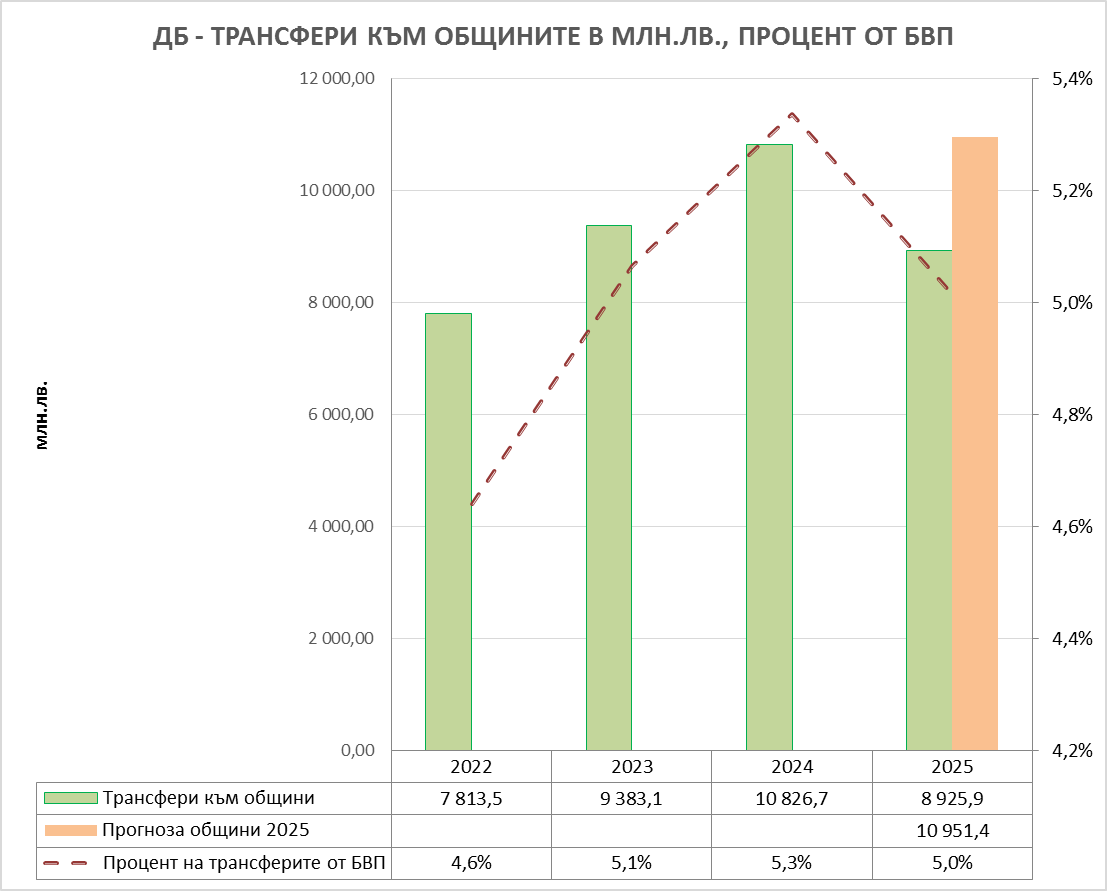 ДБ - ТРАНСФЕРИ КЪМ ОБЩИНИТЕ В МЛН.ЛВ., ПРОЦЕНТ ОТ БВП
12 000,00
10 000,00
8 000,00
6 000,00
4 000,00
2 000,00
0,00
млн.лв.
5,4%
5,2%
5,0%
4,8%
4,6%
4,4%
4,2%
2022 2023 2024 2025
Трансфери към общини 7 813,5 9 383,1 10 826,7 8 925,9
Прогноза общини 2025 10 951,4
Процент на трансферите от БВП 4,6% 5,1% 5,3% 5,0%